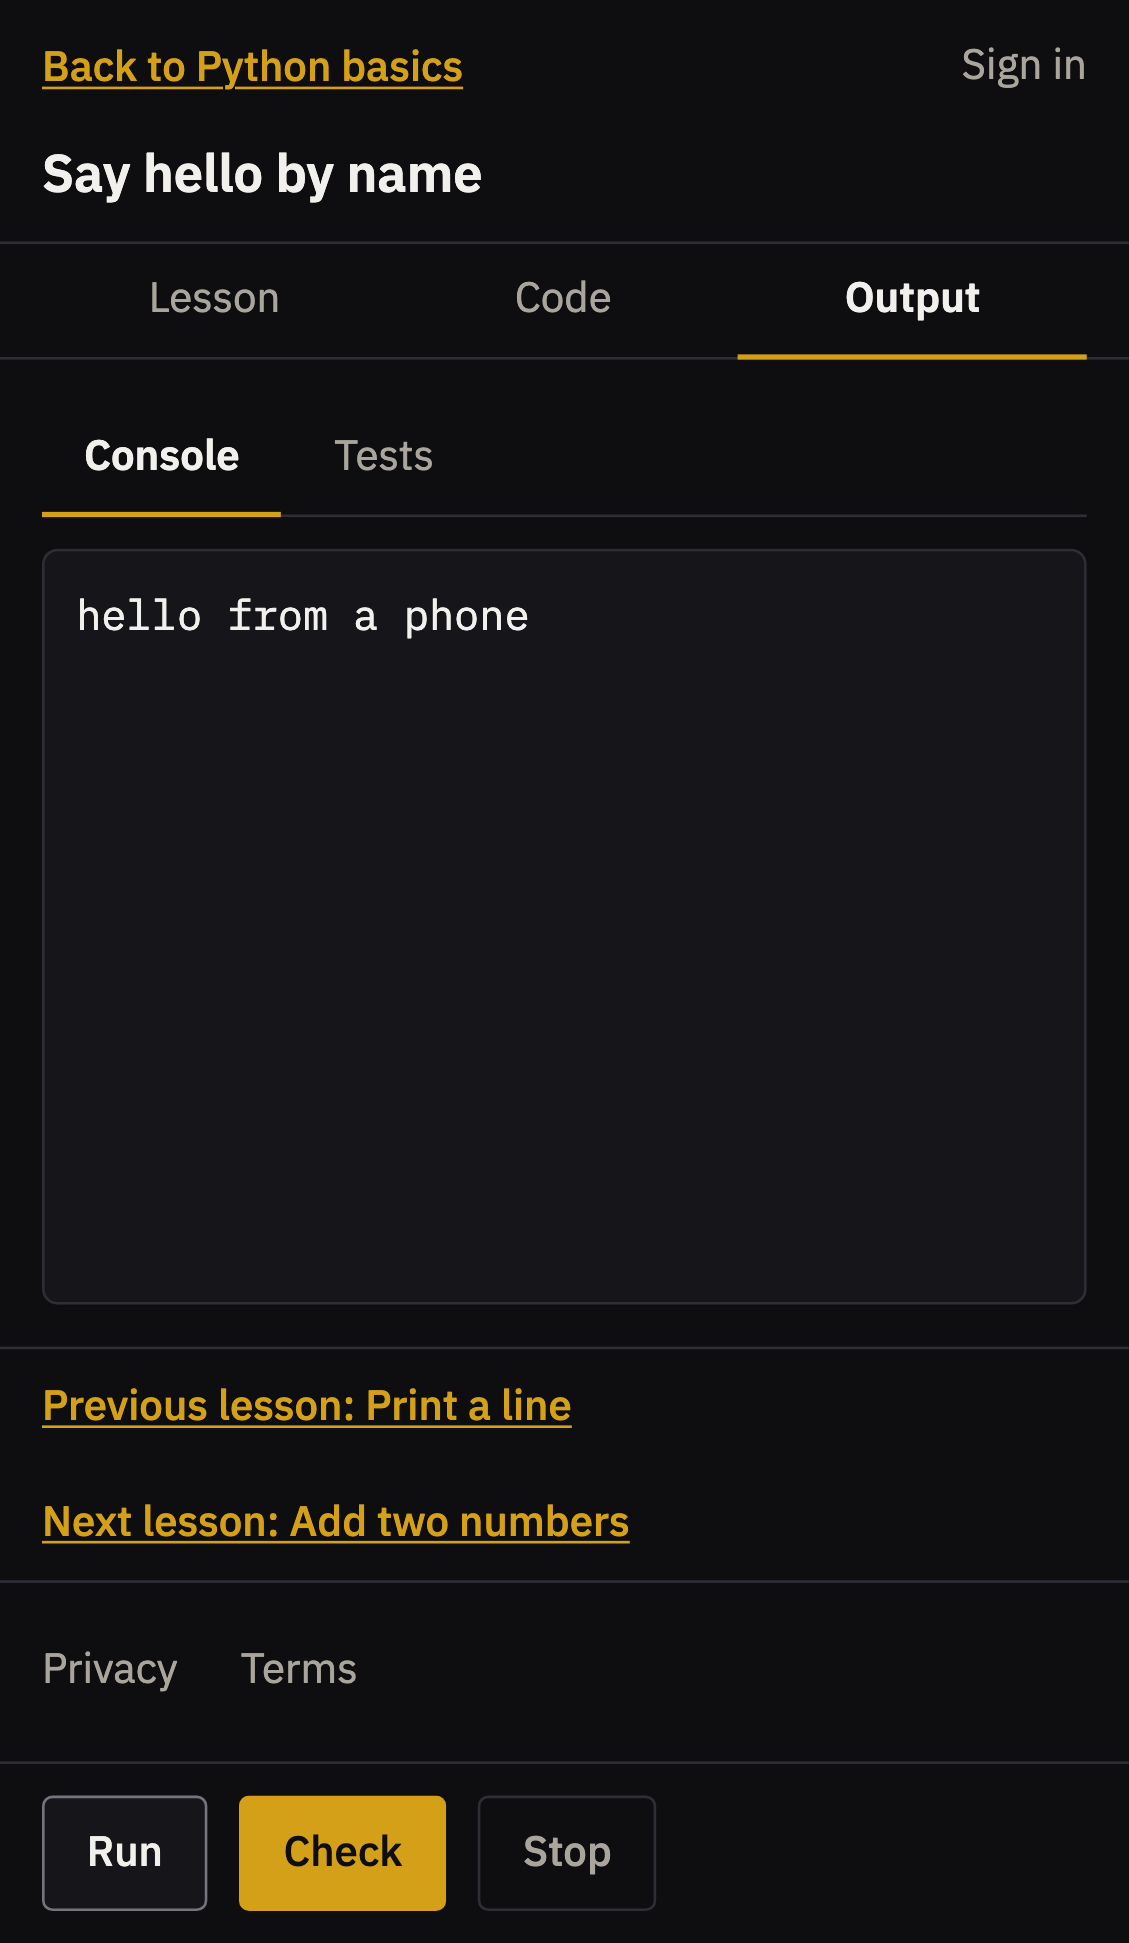 Back to Python basics
Sign in
Say hello by name
Lesson
Code
Output
Console
Tests
hello from a phone
Previous lesson: Print a line
Next lesson: Add two numbers
Privacy
Terms
Run
Check
Stop